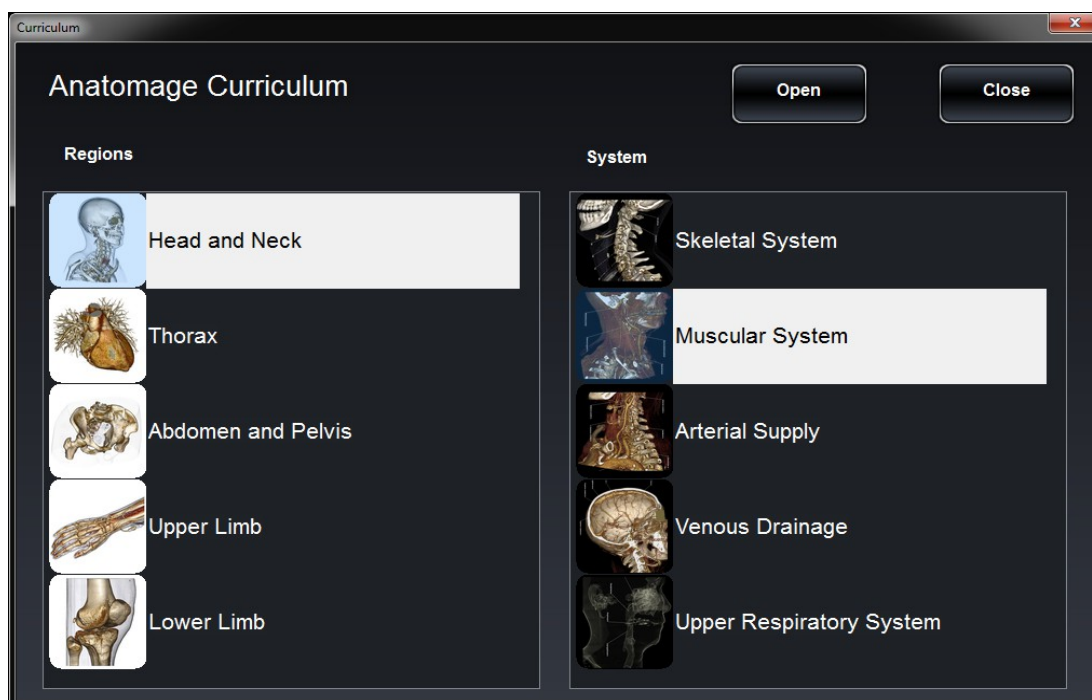 Curriculum
Anatomage Curriculum
Open
Close
Regions
System
Head and Neck
Thorax
Abdomen and Pelvis
Upper Limb
Lower Limb
Skeletal System
Muscular System
Arterial Supply
Venous Drainage
Upper Respiratory System